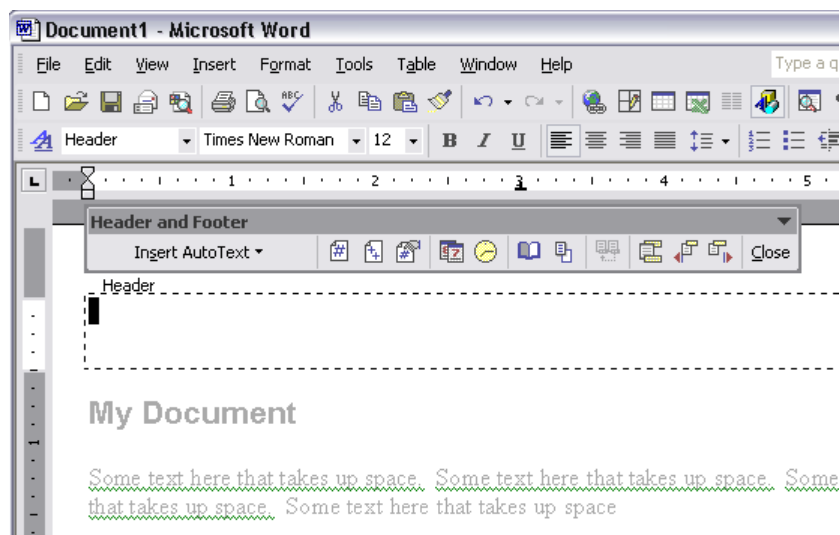 Document1 - Microsoft Word
File Edit View Insert Format Tools Table Window Help Type a q
ABC
Header Times New Roman 12 B I U
1 2 3 4 5
Header and Footer
Insert AutoText Close
Header
My Document
1
Some text here that takes up space. Some text here that takes up space. Some
that takes up space. Some text here that takes up space